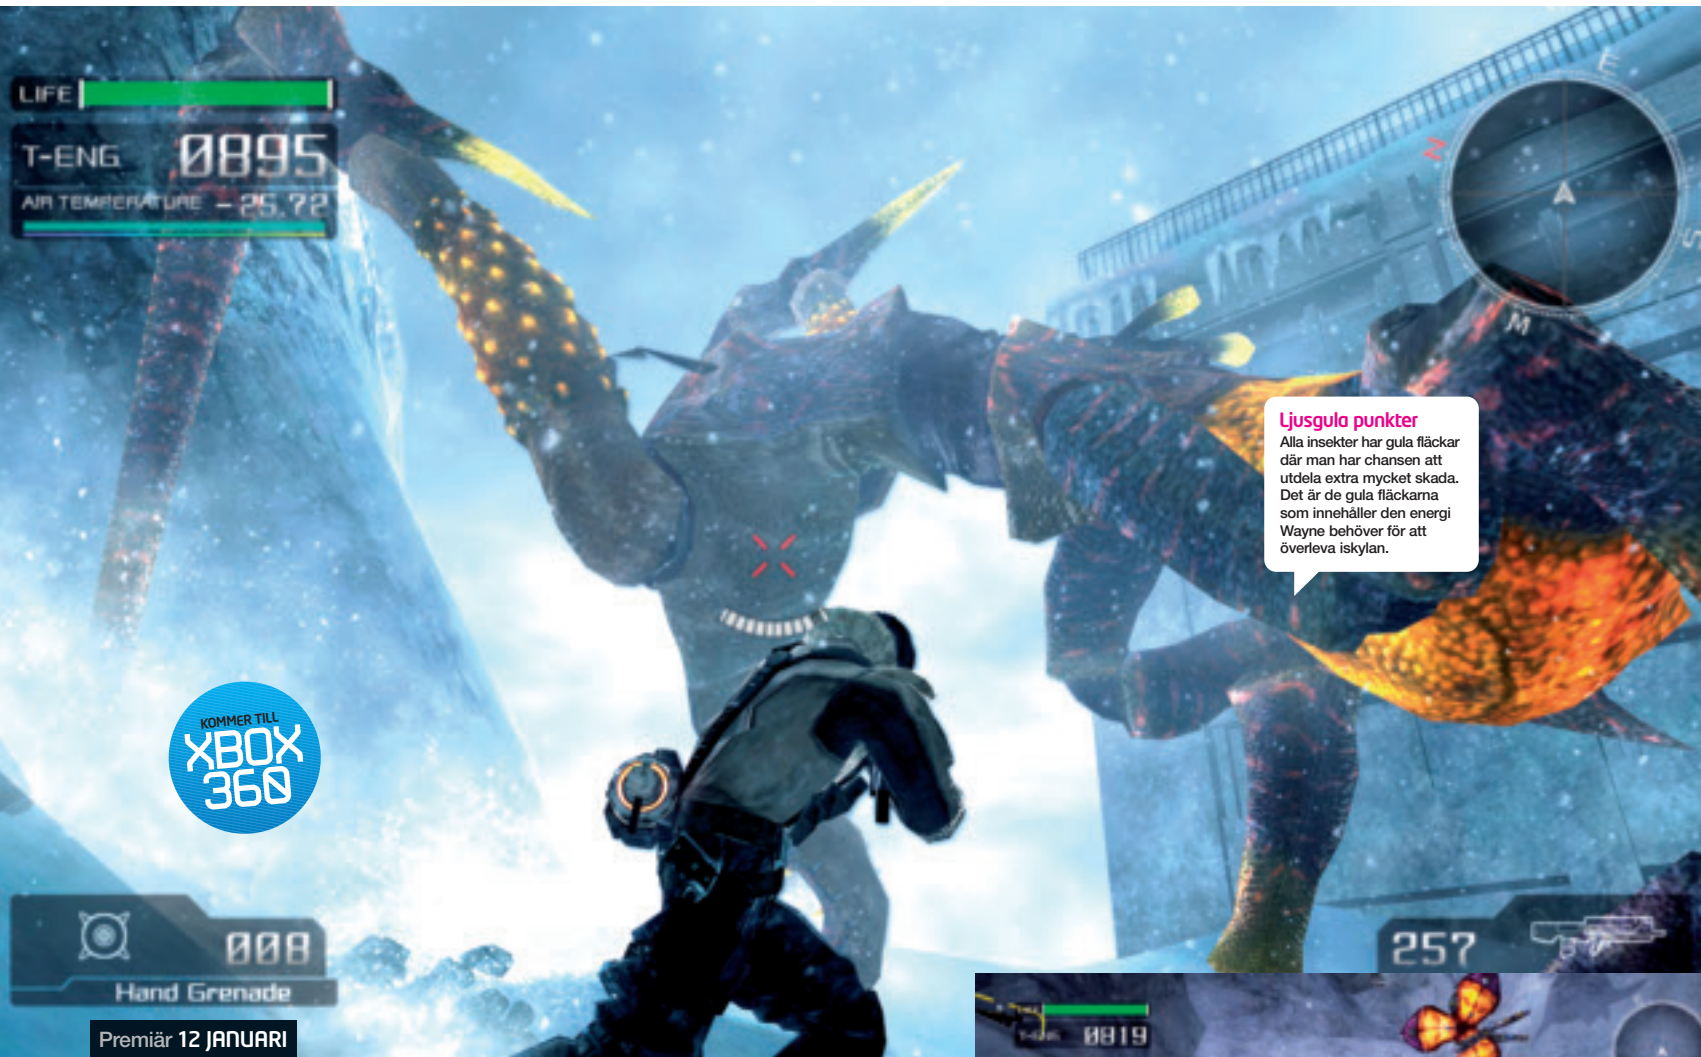 LIFE
T-ENG 0895
AIR TEMPERATURE -25.72
E
N
S
Ljusgula punkter
Alla insekter har gula fläckar
där man har chansen att
utdela extra mycket skada.
Det är de gula fläckarna
som innehåller den energi
Wayne behöver för att
överleva iskylan.
KOMMER TILL
XBOX
360
008
Hand Grenade
257
Premiär 12 JANUARI
0819